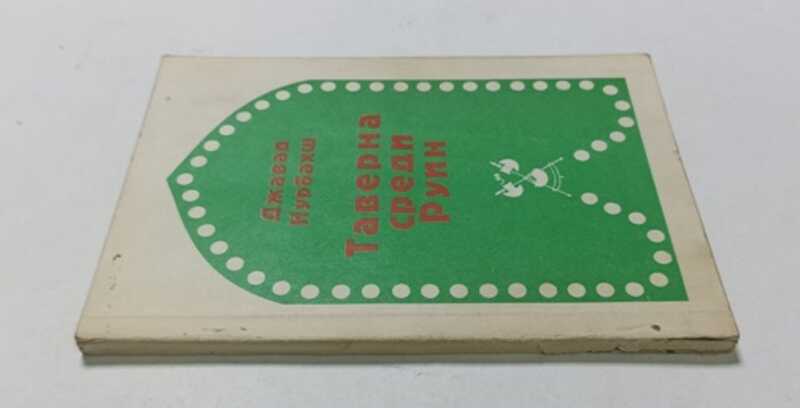 Джавад
Нурбахш
Таверна
среди
Руин